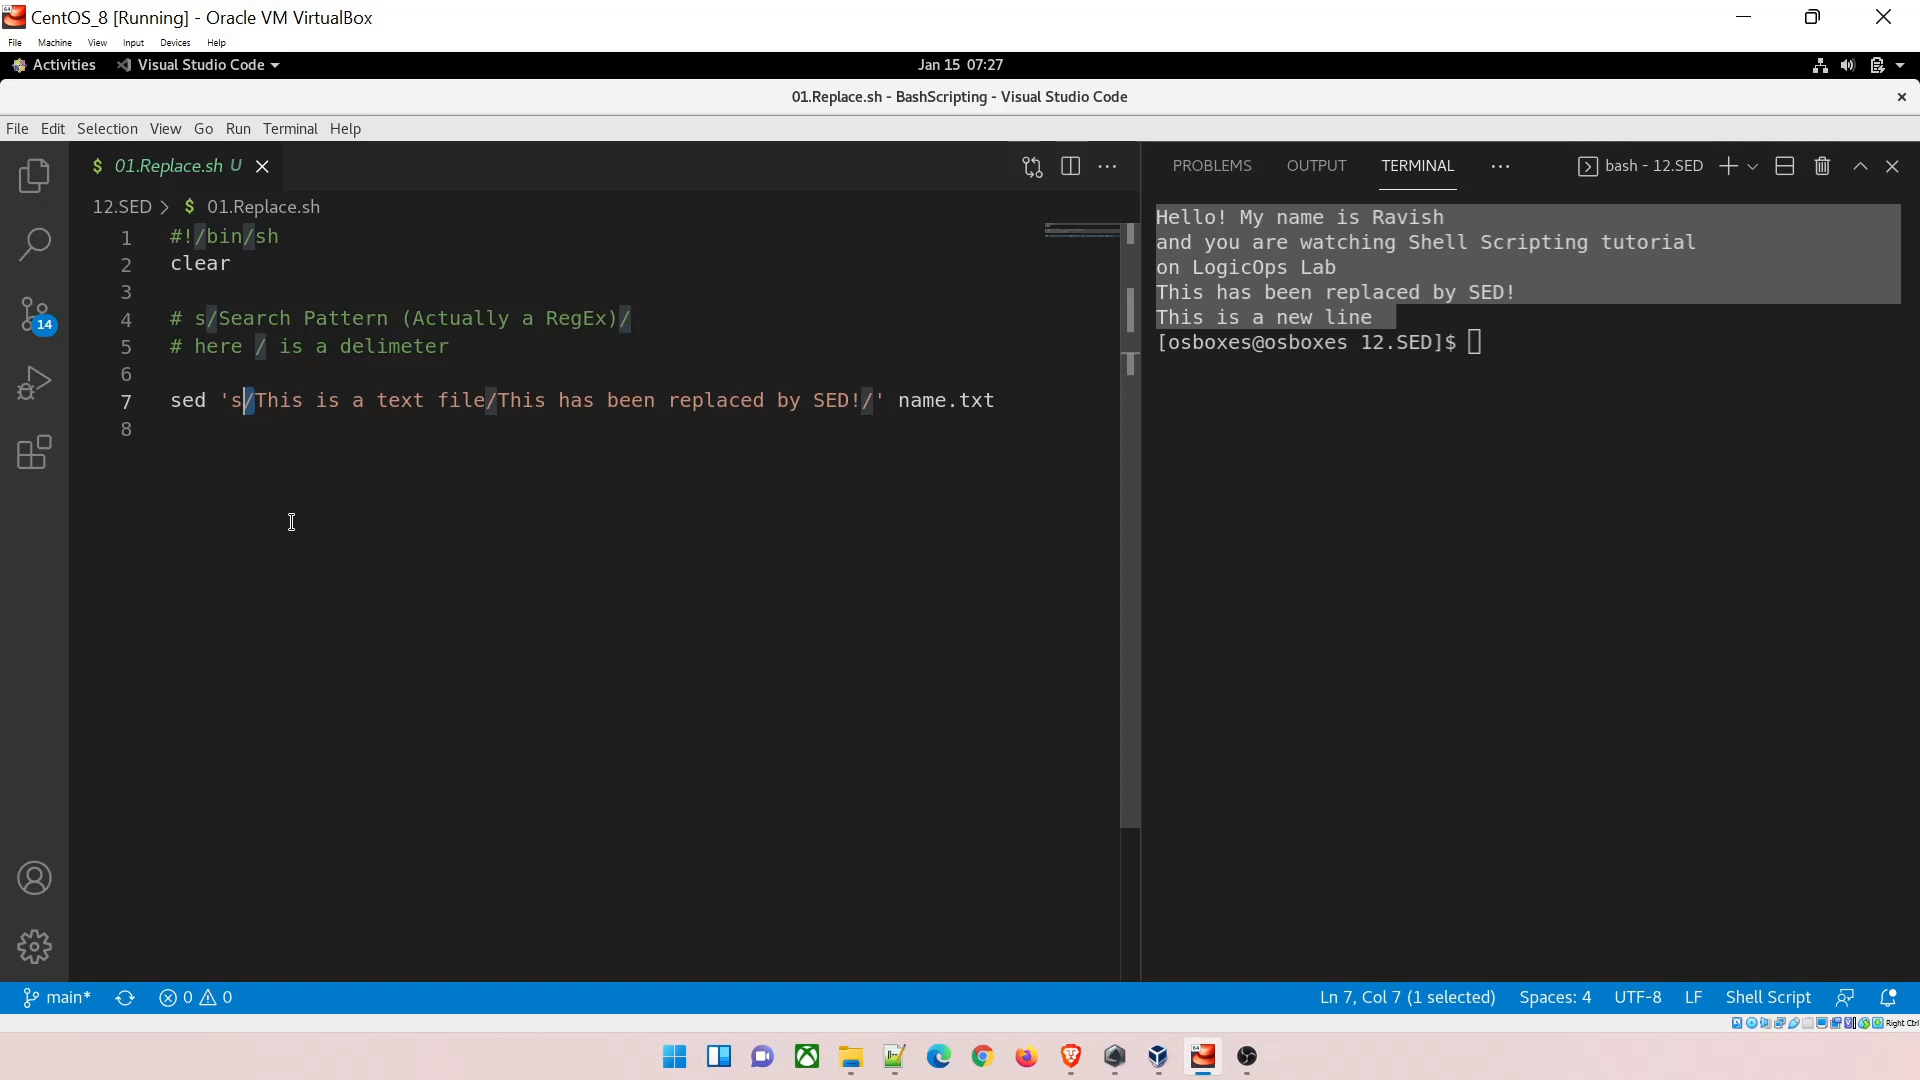 CentOS_8 [Running] - Oracle VM VirtualBox
File Machine View Input Devices Help
Activities Visual Studio Code Jan 15 07:27
01.Replace.sh - BashScripting - Visual Studio Code
File Edit Selection View Go Run Terminal Help
$ 01.Replace.sh U
PROBLEMS OUTPUT TERMINAL bash - 12.SED
12.SED > $ 01.Replace.sh
1 #!/bin/sh
2 clear
3
4 # s/Search Pattern (Actually a RegEx)/
5 # here / is a delimeter
6
7 sed 's/This is a text file/This has been replaced by SED!/' name.txt
8
Hello! My name is Ravish
and you are watching Shell Scripting tutorial
on LogicOps Lab
This has been replaced by SED!
This is a new line
[osboxes@osboxes 12.SED]$
14
main* 0 0 Ln 7, Col 7 (1 selected) Spaces: 4 UTF-8 LF Shell Script
Right Ctrl